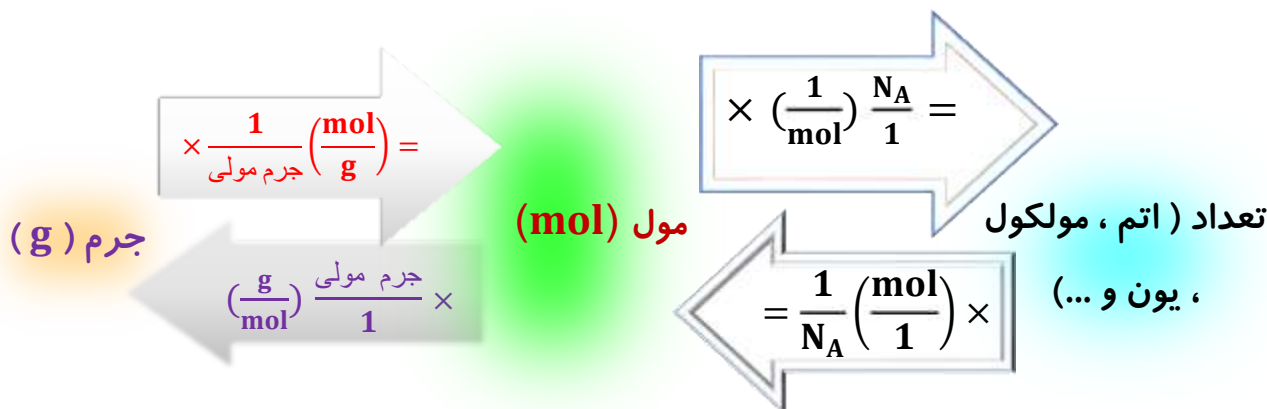 × 1/جرم مولی (mol/g) =
× (1/mol) N_A/1 =
جرم ( g )
مول (mol)
تعداد ( اتم ، مولکول
، یون و ...)
(g/mol) جرم مولی/1 ×
= 1/N_A (mol/1) ×